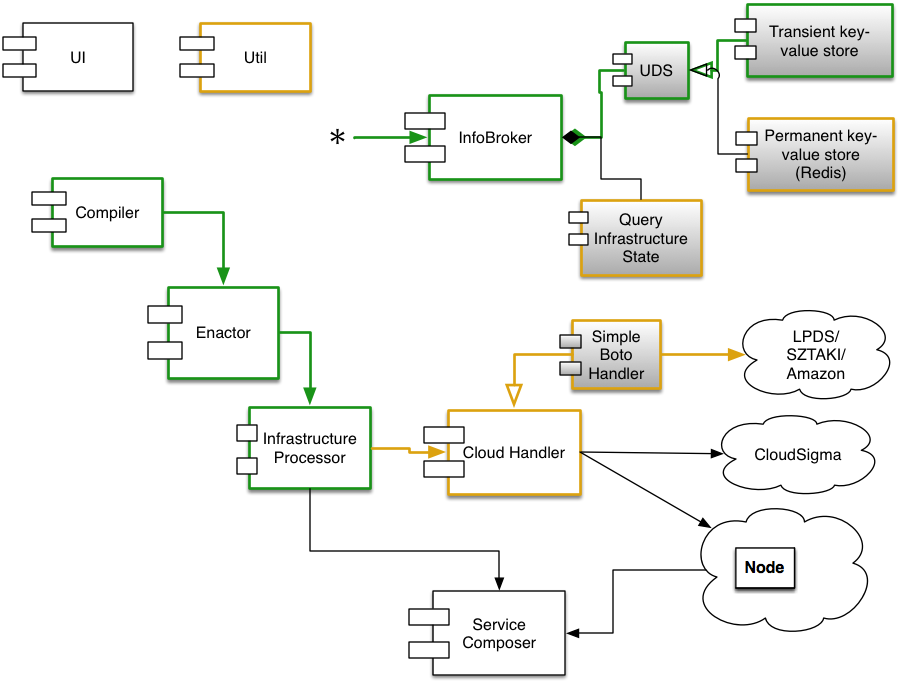 UI
Util
Transient key-
value store
UDS
*
InfoBroker
Permanent key-
value store
(Redis)
Compiler
Query
Infrastructure
State
Enactor
Simple
Boto
Handler
LPDS/
SZTAKI/
Amazon
Infrastructure
Processor
Cloud Handler
CloudSigma
Node
Service
Composer